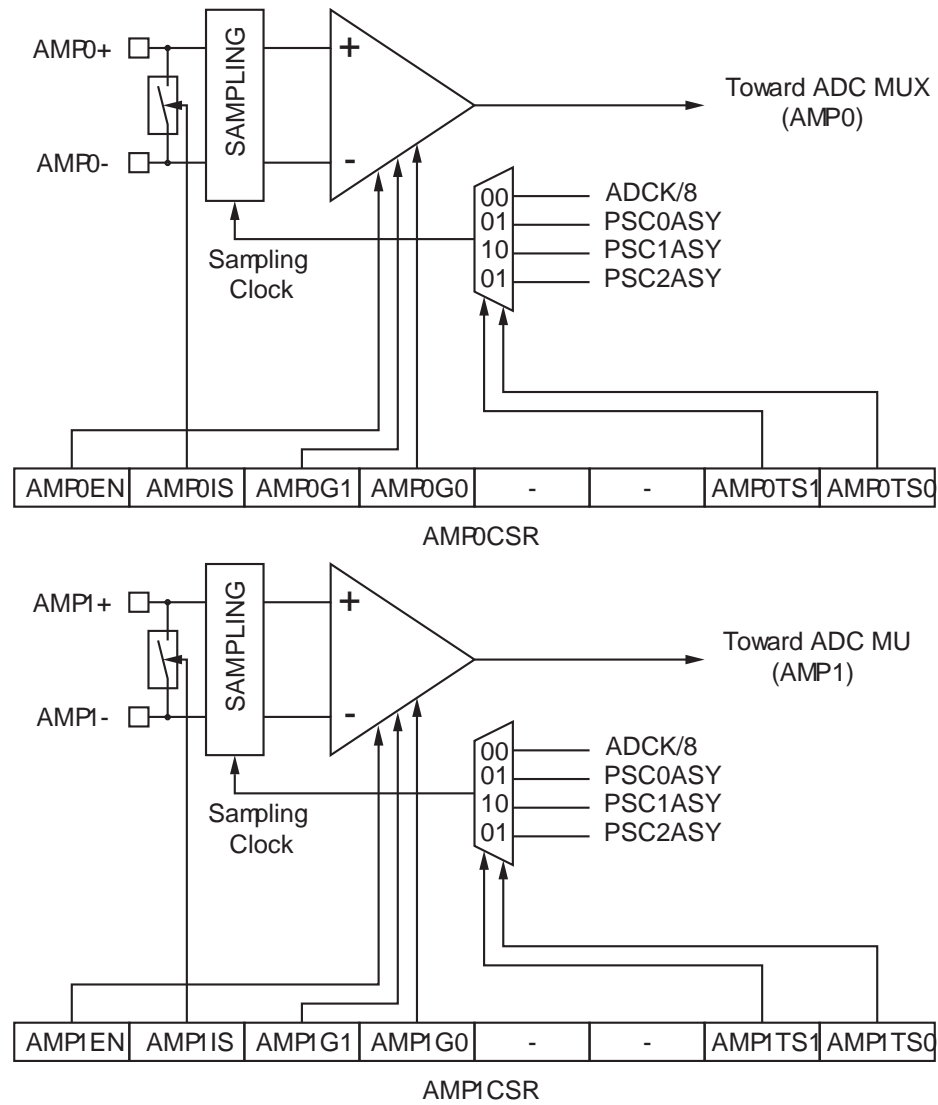 AMP0+
AMP0-
SAMPLING
+
-
Toward ADC MUX
(AMP0)
00
ADCK/8
01
PSC0ASY
10
PSC1ASY
01
PSC2ASY
Sampling
Clock
AMP0EN AMP0IS AMP0G1 AMP0G0 - - AMP0TS1 AMP0TS0
AMP0CSR
AMP1+
AMP1-
SAMPLING
+
-
Toward ADC MU
(AMP1)
00
ADCK/8
01
PSC0ASY
10
PSC1ASY
01
PSC2ASY
Sampling
Clock
AMP1EN AMP1IS AMP1G1 AMP1G0 - - AMP1TS1 AMP1TS0
AMP1CSR